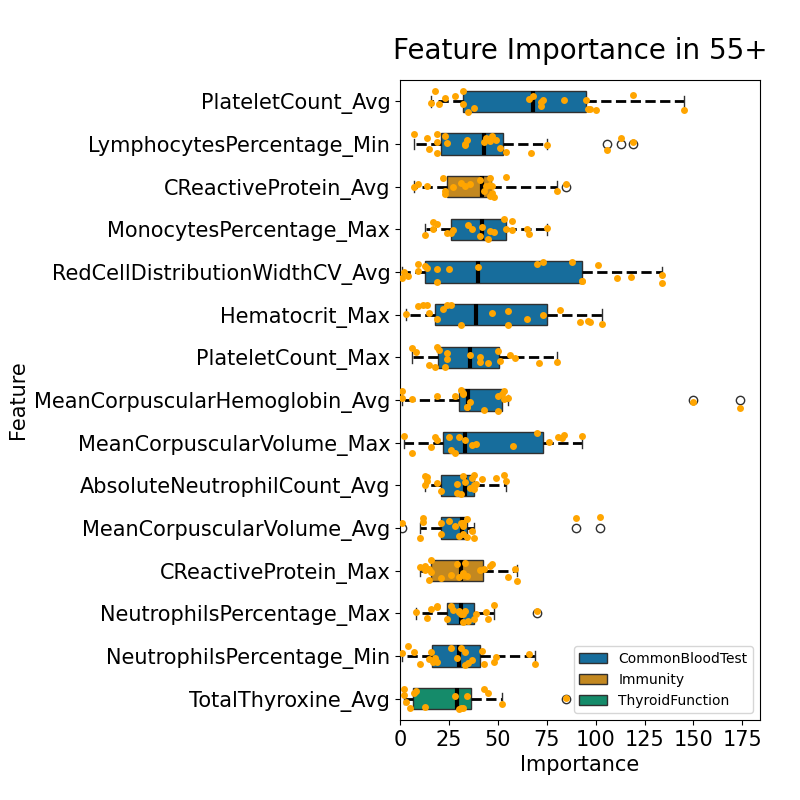 Feature Importance in 55+
PlateletCount_Avg
LymphocytesPercentage_Min
CReactiveProtein_Avg
MonocytesPercentage_Max
RedCellDistributionWidthCV_Avg
Hematocrit_Max
PlateletCount_Max
MeanCorpuscularHemoglobin_Avg
MeanCorpuscularVolume_Max
AbsoluteNeutrophilCount_Avg
MeanCorpuscularVolume_Avg
CReactiveProtein_Max
NeutrophilsPercentage_Max
NeutrophilsPercentage_Min
TotalThyroxine_Avg
Feature
CommonBloodTest
Immunity
ThyroidFunction
0 25 50 75 100 125 150 175
Importance